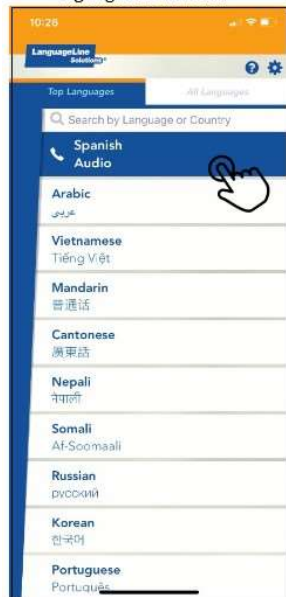 10:26
LanguageLine
Solutions
Top Languages
All Languages
Search by Language or Country
Spanish
Audio
Arabic
عربى
Vietnamese
Tiếng Việt
Mandarin
普通话
Cantonese
廣東話
Nepali
नेपाली
Somali
Af-Soomaali
Russian
русский
Korean
한국어
Portuguese
Português